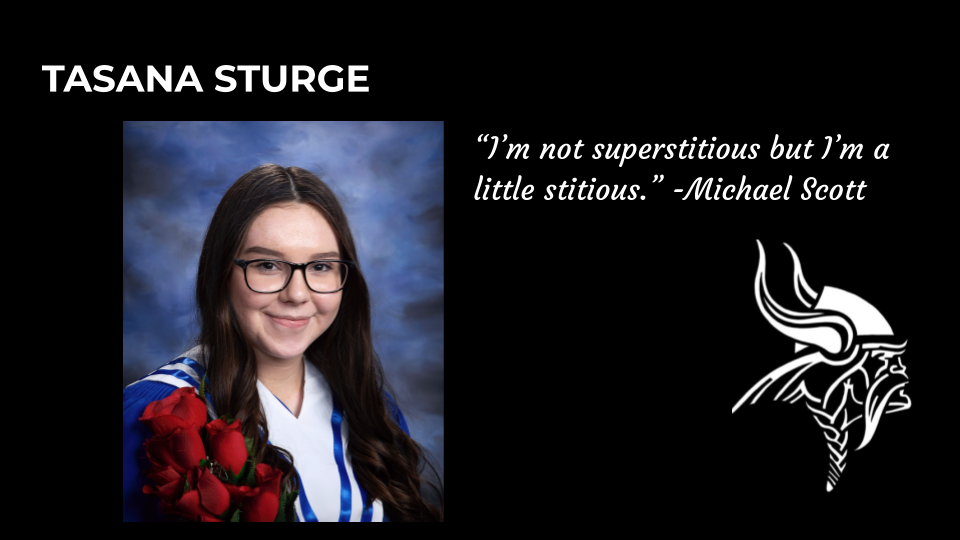 TASANA STURGE
“I’m not superstitious but I’m a
little stitious.” -Michael Scott